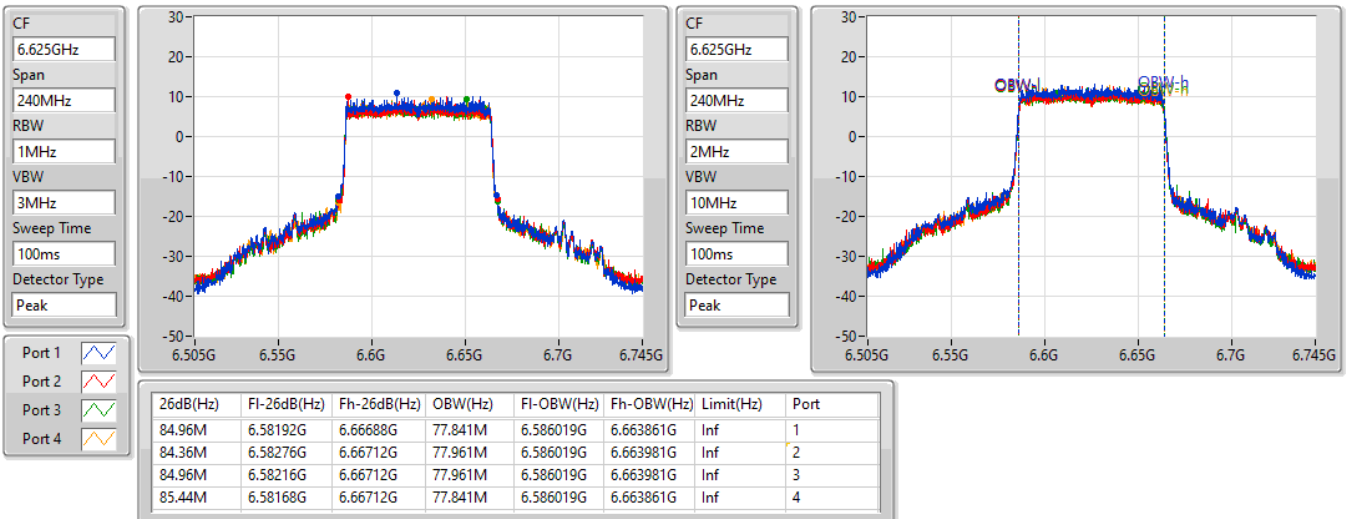 CF
6.625GHz
Span
240MHz
RBW
1MHz
VBW
3MHz
Sweep Time
100ms
Detector Type
Peak
30
20
10
0
-10
-20
-30
-40
-50
6.505G 6.55G 6.6G 6.65G 6.7G 6.745G
CF
6.625GHz
Span
240MHz
RBW
2MHz
VBW
10MHz
Sweep Time
100ms
Detector Type
Peak
30
20
10
0
-10
-20
-30
-40
-50
OBW-l OBW-h
6.505G 6.55G 6.6G 6.65G 6.7G 6.745G
Port 1
Port 2
Port 3
Port 4
26dB(Hz) Fl-26dB(Hz) Fh-26dB(Hz) OBW(Hz) Fl-OBW(Hz) Fh-OBW(Hz) Limit(Hz) Port
84.96M 6.58192G 6.66688G 77.841M 6.586019G 6.663861G Inf 1
84.36M 6.58276G 6.66712G 77.961M 6.586019G 6.663981G Inf 2
84.96M 6.58216G 6.66712G 77.961M 6.586019G 6.663981G Inf 3
85.44M 6.58168G 6.66712G 77.841M 6.586019G 6.663861G Inf 4